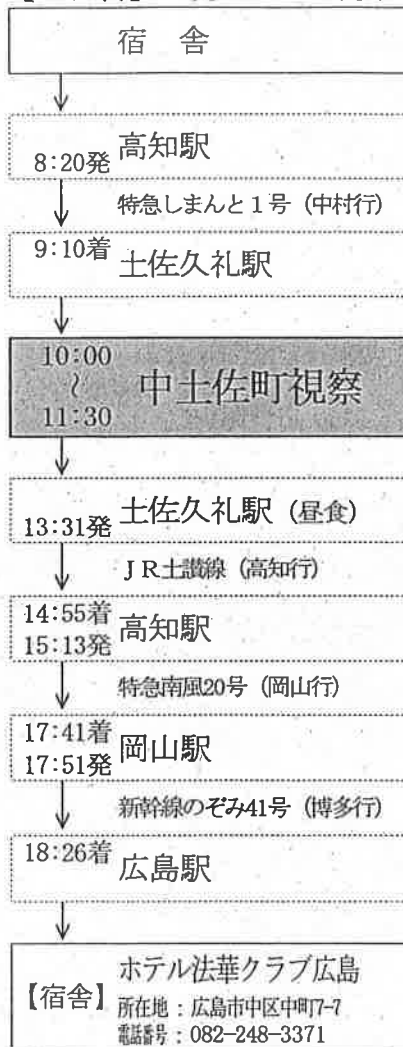 宿 舎
高知駅
8:20発
特急しまんと1号（中村行）
9:10着 土佐久礼駅
10:00
～
11:30
中土佐町視察
土佐久礼駅（昼食）
13:31発
ＪＲ土讃線（高知行）
14:55着
15:13発
高知駅
特急南風20号（岡山行）
17:41着
17:51発
岡山駅
新幹線のぞみ41号（博多行）
18:26着
広島駅
【宿舎】
ホテル法華クラブ広島
所在地：広島市中区中町7-7
電話番号：082-248-3371